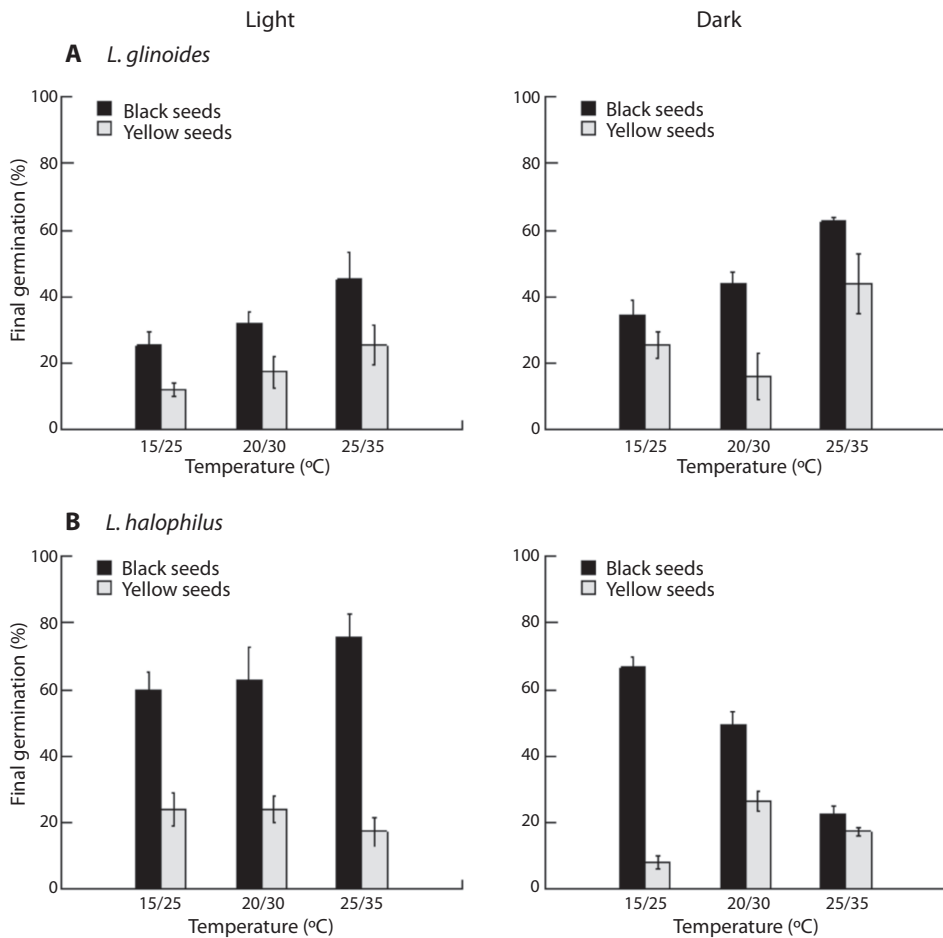 Light
Dark
A L. glinoides
100
80
60
40
20
0
Final germination (%)
Black seeds
Yellow seeds
15/25 20/30 25/35
Temperature (ºC)
100
80
60
40
20
0
Black seeds
Yellow seeds
15/25 20/30 25/35
Temperature (ºC)
B L. halophilus
100
80
60
40
20
0
Final germination (%)
Black seeds
Yellow seeds
15/25 20/30 25/35
Temperature (ºC)
100
80
60
40
20
0
Black seeds
Yellow seeds
15/25 20/30 25/35
Temperature (ºC)